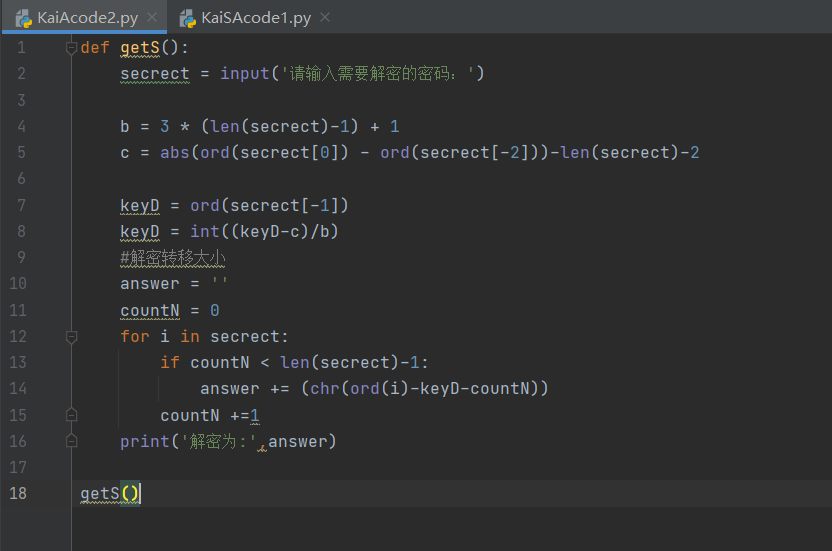 KaiAcode2.py × KaiSAcode1.py ×
1 def getS():
2 secrect = input('请输入需要解密的密码：')
3
4 b = 3 * (len(secrect)-1) + 1
5 c = abs(ord(secrect[0]) - ord(secrect[-2]))-len(secrect)-2
6
7 keyD = ord(secrect[-1])
8 keyD = int((keyD-c)/b)
9 #解密转移大小
10 answer = ''
11 countN = 0
12 for i in secrect:
13 if countN < len(secrect)-1:
14 answer += (chr(ord(i)-keyD-countN))
15 countN +=1
16 print('解密为:',answer)
17
18 getS()